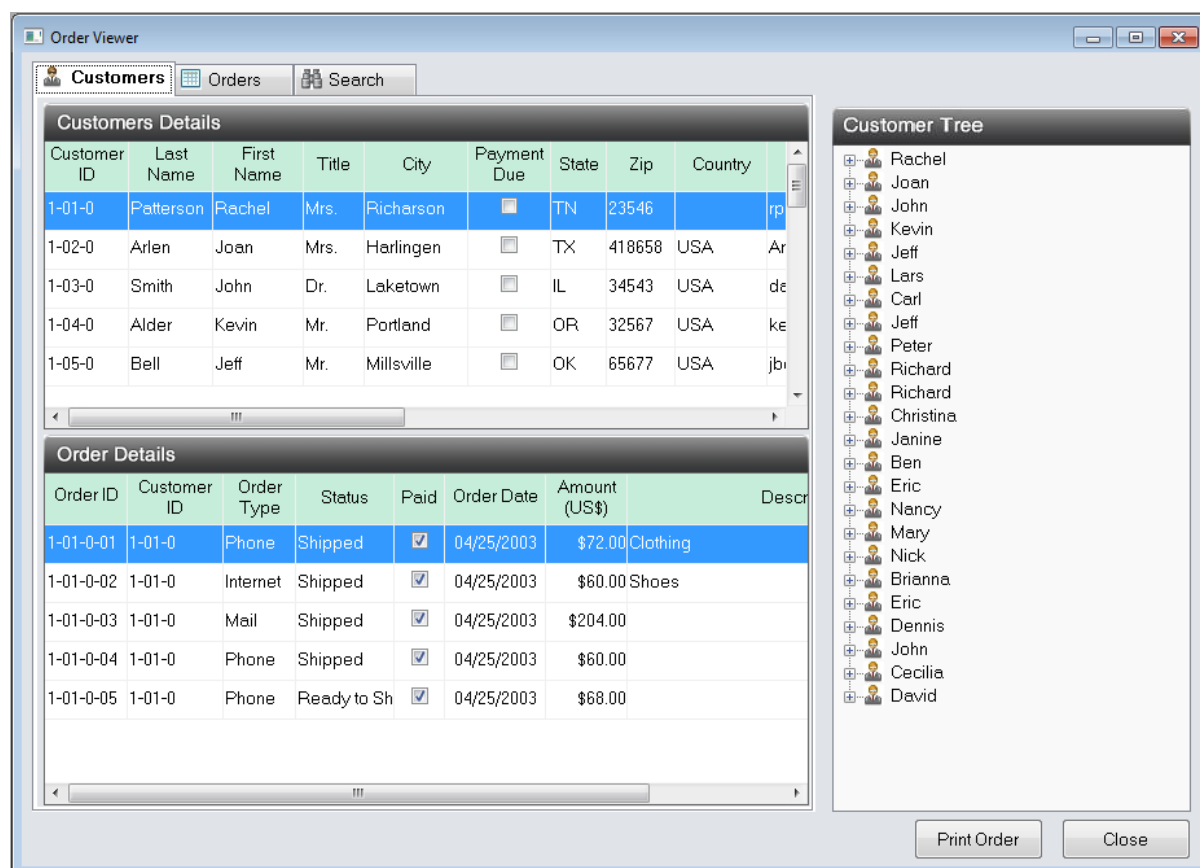 Order Viewer
Customers Orders Search
Customers Details
Customer ID Last Name First Name Title City Payment Due State Zip Country
1-01-0 Patterson Rachel Mrs. Richarson TN 23546 rp
1-02-0 Arlen Joan Mrs. Harlingen TX 418658 USA Ar
1-03-0 Smith John Dr. Laketown IL 34543 USA da
1-04-0 Alder Kevin Mr. Portland OR 32567 USA ke
1-05-0 Bell Jeff Mr. Millsville OK 65677 USA
Order Details
Order ID Customer ID Order Type Status Paid Order Date Amount (US$) Descr
1-01-0-01 1-01-0 Phone Shipped 04/25/2003 $72.00 Clothing
1-01-0-02 1-01-0 Internet Shipped 04/25/2003 $60.00 Shoes
1-01-0-03 1-01-0 Mail Shipped 04/25/2003 $204.00
1-01-0-04 1-01-0 Phone Shipped 04/25/2003 $60.00
1-01-0-05 1-01-0 Phone Ready to Sh 04/25/2003 $68.00
Customer Tree
Rachel
Joan
John
Kevin
Jeff
Lars
Carl
Jeff
Peter
Richard
Richard
Christina
Janine
Ben
Eric
Nancy
Mary
Nick
Brianna
Eric
Dennis
John
Cecilia
David
Print Order Close